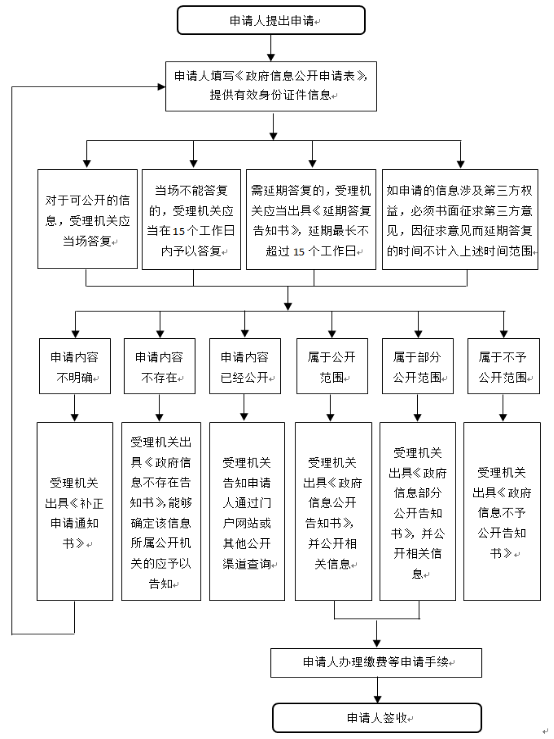 申请人提出申请
申请人填写《政府信息公开申请表》，
提供有效身份证件信息
对于可公开的信
息，受理机关应
当场答复
当场不能答复
的，受理机关应
当在15个工作日
内予以答复
需延期答复的，受理机
关应当出具《延期答复
告知书》，延期最长不
超过15个工作日
如申请的信息涉及第三方权
益，必须书面征求第三方意
见，因征求意见而延期答复
的时间不计入上述时间范围
申请内容
不明确
申请内容
不存在
申请内容
已经公开
属于公开
范围
属于部分
公开范围
属于不予
公开范围
受理机关
出具《补正
申请通知
书》
受理机关出
具《政府信
息不存在告
知书》，能够
确定该信息
所属公开机
关的应予以
告知
受理机关
告知申请
人通过门
户网站或
其他公开
渠道查询
受理机关
出具《政府
信息公开
告知书》，
并公开相
关信息
受理机关
出具《政府
信息部分
公开告知
书》，并公
开相关信
息
受理机关
出具《政府
信息不予
公开告知
书》
申请人办理缴费等申请手续
申请人签收